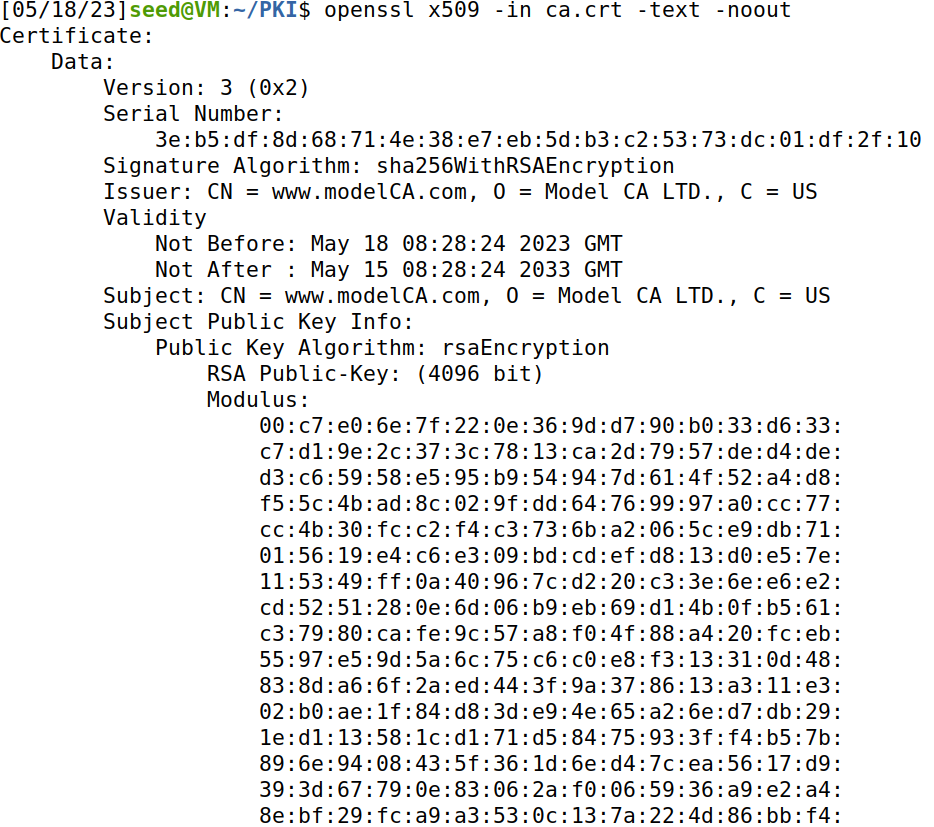 [05/18/23]seed@VM:~/PKI$ openssl x509 -in ca.crt -text -noout
Certificate:
    Data:
        Version: 3 (0x2)
        Serial Number:
            3e:b5:df:8d:68:71:4e:38:e7:eb:5d:b3:c2:53:73:dc:01:df:2f:10
        Signature Algorithm: sha256WithRSAEncryption
        Issuer: CN = www.modelCA.com, O = Model CA LTD., C = US
        Validity
            Not Before: May 18 08:28:24 2023 GMT
            Not After : May 15 08:28:24 2033 GMT
        Subject: CN = www.modelCA.com, O = Model CA LTD., C = US
        Subject Public Key Info:
            Public Key Algorithm: rsaEncryption
                RSA Public-Key: (4096 bit)
                Modulus:
                    00:c7:e0:6e:7f:22:0e:36:9d:d7:90:b0:33:d6:33:
                    c7:d1:9e:2c:37:3c:78:13:ca:2d:79:57:de:d4:de:
                    d3:c6:59:58:e5:95:b9:54:94:7d:61:4f:52:a4:d8:
                    f5:5c:4b:ad:8c:02:9f:dd:64:76:99:97:a0:cc:77:
                    cc:4b:30:fc:c2:f4:c3:73:6b:a2:06:5c:e9:db:71:
                    01:56:19:e4:c6:e3:09:bd:cd:ef:d8:13:d0:e5:7e:
                    11:53:49:ff:0a:40:96:7c:d2:20:c3:3e:6e:e6:e2:
                    cd:52:51:28:0e:6d:06:b9:eb:69:d1:4b:0f:b5:61:
                    c3:79:80:ca:fe:9c:57:a8:f0:4f:88:a4:20:fc:eb:
                    55:97:e5:9d:5a:6c:75:c6:c0:e8:f3:13:31:0d:48:
                    83:8d:a6:6f:2a:ed:44:3f:9a:37:86:13:a3:11:e3:
                    02:b0:ae:1f:84:d8:3d:e9:4e:65:a2:6e:d7:db:29:
                    1e:d1:13:58:1c:d1:71:d5:84:75:93:3f:f4:b5:7b:
                    89:6e:94:08:43:5f:36:1d:6e:d4:7c:ea:56:17:d9:
                    39:3d:67:79:0e:83:06:2a:f0:06:59:36:a9:e2:a4:
                    8e:bf:29:fc:a9:a3:53:0c:13:7a:22:4d:86:bb:f4: